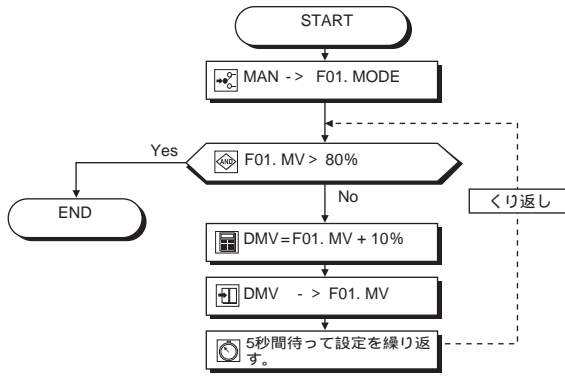 START
MAN -> F01. MODE
Yes
AND
F01. MV > 80%
END
No
くり返し
DMV=F01. MV + 10%
DMV -> F01. MV
5秒間待って設定を繰り返
す。